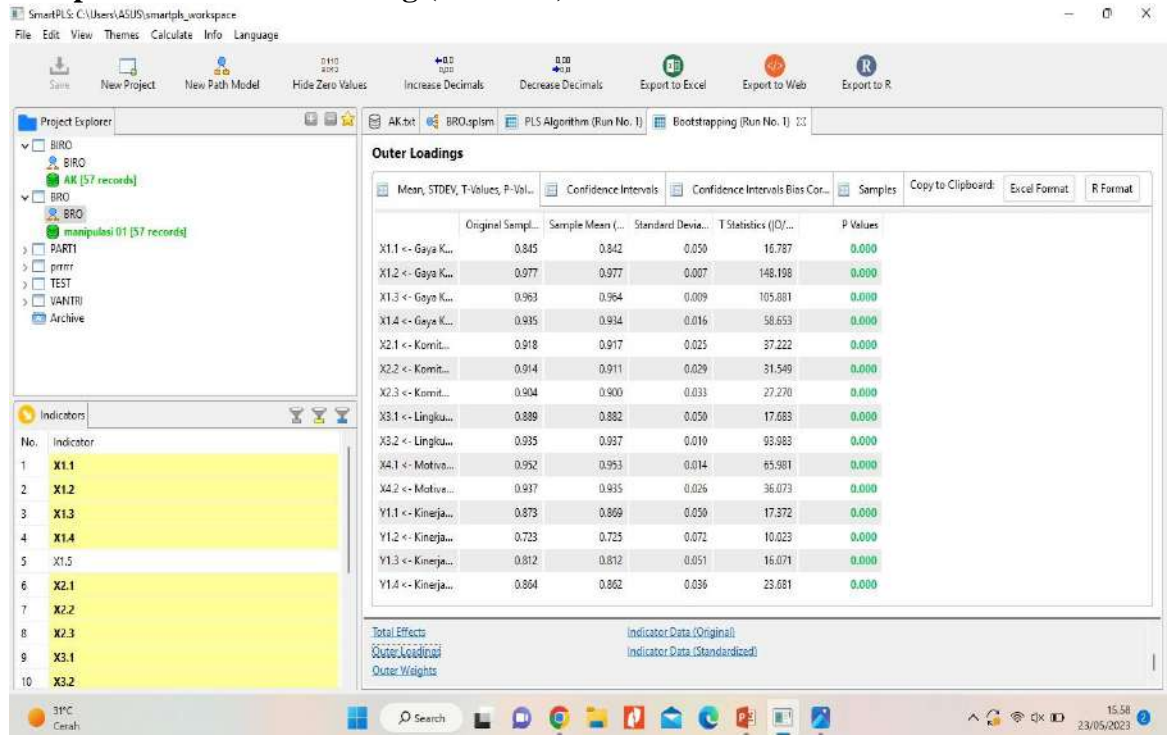 SmartPLS: C:\Users\ASUS\smartpls_workspace
File Edit View Themes Calculate Info Language
Save New Project New Path Model Hide Zero Values Increase Decimals Decrease Decimals Export to Excel Export to Web Export to R
Project Explorer
BIRO
BIRO
AK [57 records]
BRO
BRO
manipulasi 01 [57 records]
PART1
TEST
VANTRI
Archive
Indicators
No. Indicator
1 X1.1
2 X1.2
3 X1.3
4 X1.4
5 X1.5
6 X2.1
7 X2.2
8 X2.3
9 X3.1
10 X3.2
AK.txt BRO.splsm PLS Algorithm (Run No. 1) Bootstrapping (Run No. 1)
Outer Loadings
Mean, STDEV, T-Values, P-Val... Confidence Intervals Confidence Intervals Bias Cor... Samples Copy to Clipboard: Excel Format R Format
Original Sampl... Sample Mean (... Standard Devia... T Statistics (|O/... P Values
X1.1 <- Gaya K... 0.845 0.842 0.050 16.787 0.000
X1.2 <- Gaya K... 0.977 0.977 0.007 148.198 0.000
X1.3 <- Gaya K... 0.963 0.964 0.009 105.881 0.000
X1.4 <- Gaya K... 0.935 0.934 0.016 58.653 0.000
X2.1 <- Komit... 0.918 0.917 0.025 37.222 0.000
X2.2 <- Komit... 0.914 0.911 0.029 31.549 0.000
X2.3 <- Komit... 0.904 0.900 0.033 27.270 0.000
X3.1 <- Lingku... 0.889 0.882 0.050 17.683 0.000
X3.2 <- Lingku... 0.935 0.937 0.010 93.983 0.000
X4.1 <- Motiva... 0.952 0.953 0.014 65.981 0.000
X4.2 <- Motiva... 0.937 0.935 0.026 36.073 0.000
Y1.1 <- Kinerja... 0.873 0.869 0.050 17.372 0.000
Y1.2 <- Kinerja... 0.723 0.725 0.072 10.023 0.000
Y1.3 <- Kinerja... 0.812 0.812 0.051 16.071 0.000
Y1.4 <- Kinerja... 0.864 0.862 0.036 23.681 0.000
Total Effects Indicator Data (Original)
Outer Loadings Indicator Data (Standardized)
Outer Weights
31°C
Cerah
Search
15.58
23/05/2023
2